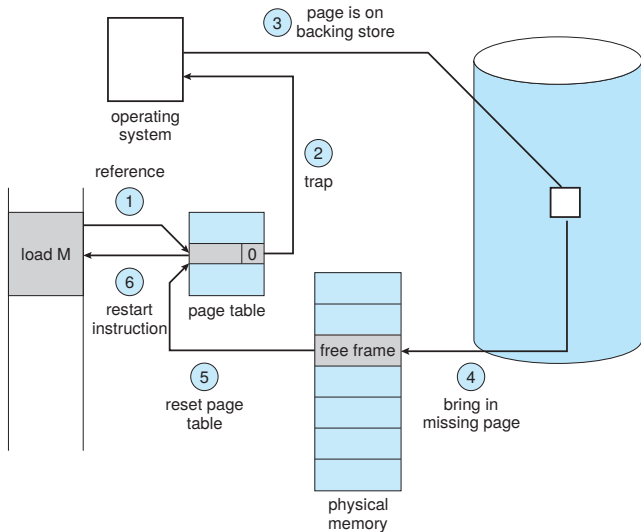 3
page is on
backing store
operating
system
2
trap
reference
1
load M
0
6
restart
instruction
page table
free frame
5
reset page
table
4
bring in
missing page
physical
memory